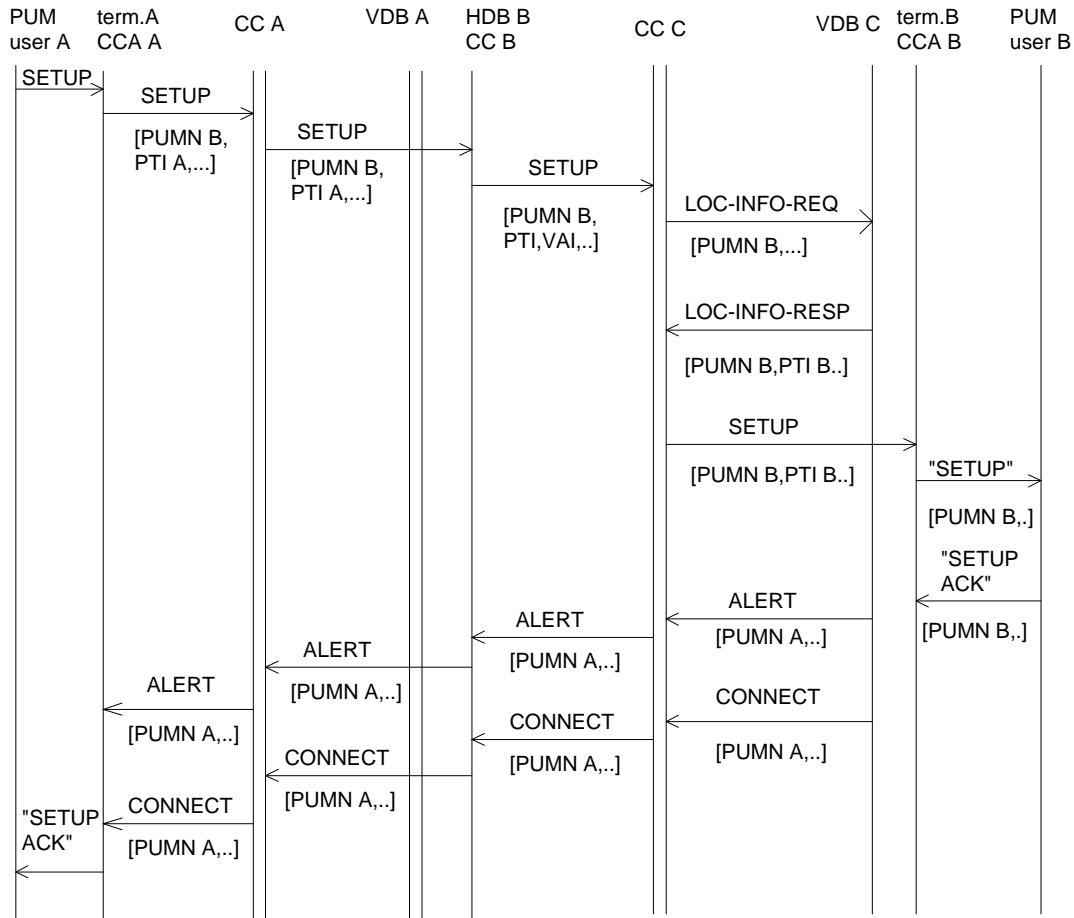 PUM
user A
term.A
CCA A
CC A
VDB A
HDB B
CC B
CC C
VDB C
term.B
CCA B
PUM
user B
SETUP
SETUP
[PUMN B,
PTI A,...]
SETUP
[PUMN B,
PTI A,...]
SETUP
[PUMN B,
PTI,VAI,..]
LOC-INFO-REQ
[PUMN B,...]
LOC-INFO-RESP
[PUMN B,PTI B..]
SETUP
[PUMN B,PTI B..]
"SETUP"
[PUMN B,.]
"SETUP
ACK"
[PUMN B,.]
ALERT
[PUMN A,..]
ALERT
[PUMN A,..]
ALERT
[PUMN A,..]
ALERT
[PUMN A,..]
CONNECT
[PUMN A,..]
CONNECT
[PUMN A,..]
CONNECT
[PUMN A,..]
CONNECT
[PUMN A,..]
"SETUP
ACK"